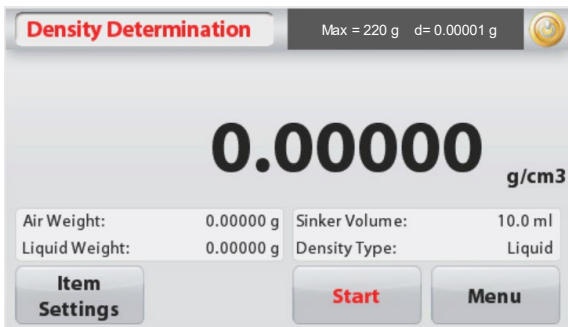 Density Determination
Max = 220 g d= 0.00001 g
0.00000
g/cm3
Air Weight: 0.00000 g
Liquid Weight: 0.00000 g
Sinker Volume: 10.0 ml
Density Type: Liquid
Item
Settings
Start
Menu